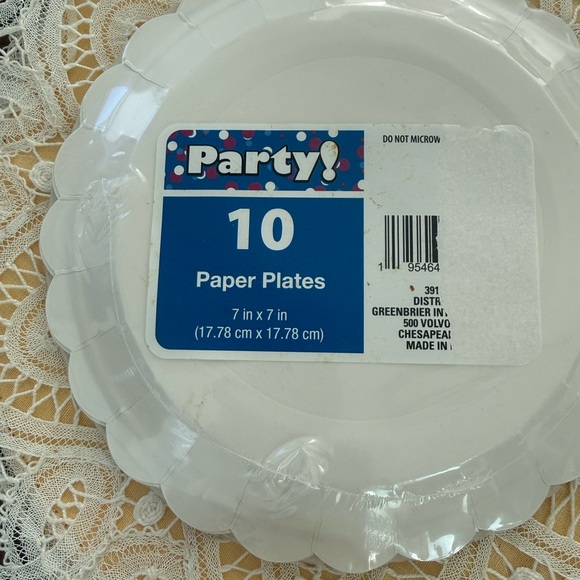 Party!
10
Paper Plates
7 in x 7 in
(17.78 cm x 17.78 cm)
DO NOT MICROW
1 95464
391
DISTR
GREENBRIER IN
500 VOLVO
CHESAPEA
MADE IN